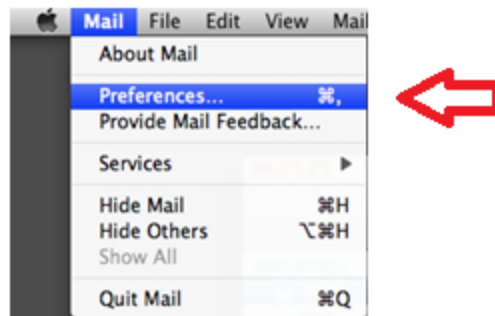 Mail File Edit View Mail
About Mail
Preferences... ⌘,
Provide Mail Feedback...
Services
Hide Mail ⌘H
Hide Others ⌥⌘H
Show All
Quit Mail ⌘Q